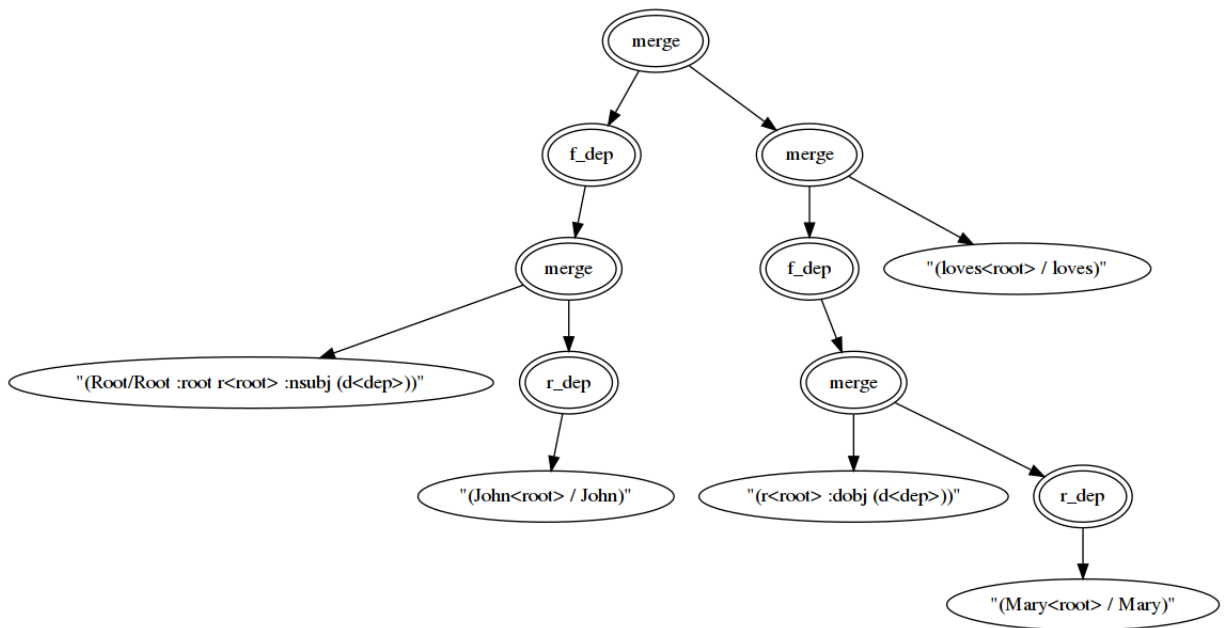 merge
f_dep
merge
merge
f_dep
"(loves<root> / loves)"
"(Root/Root :root r<root> :nsubj (d<dep>))"
r_dep
merge
"(John<root> / John)"
"(r<root> :dobj (d<dep>))"
r_dep
"(Mary<root> / Mary)"